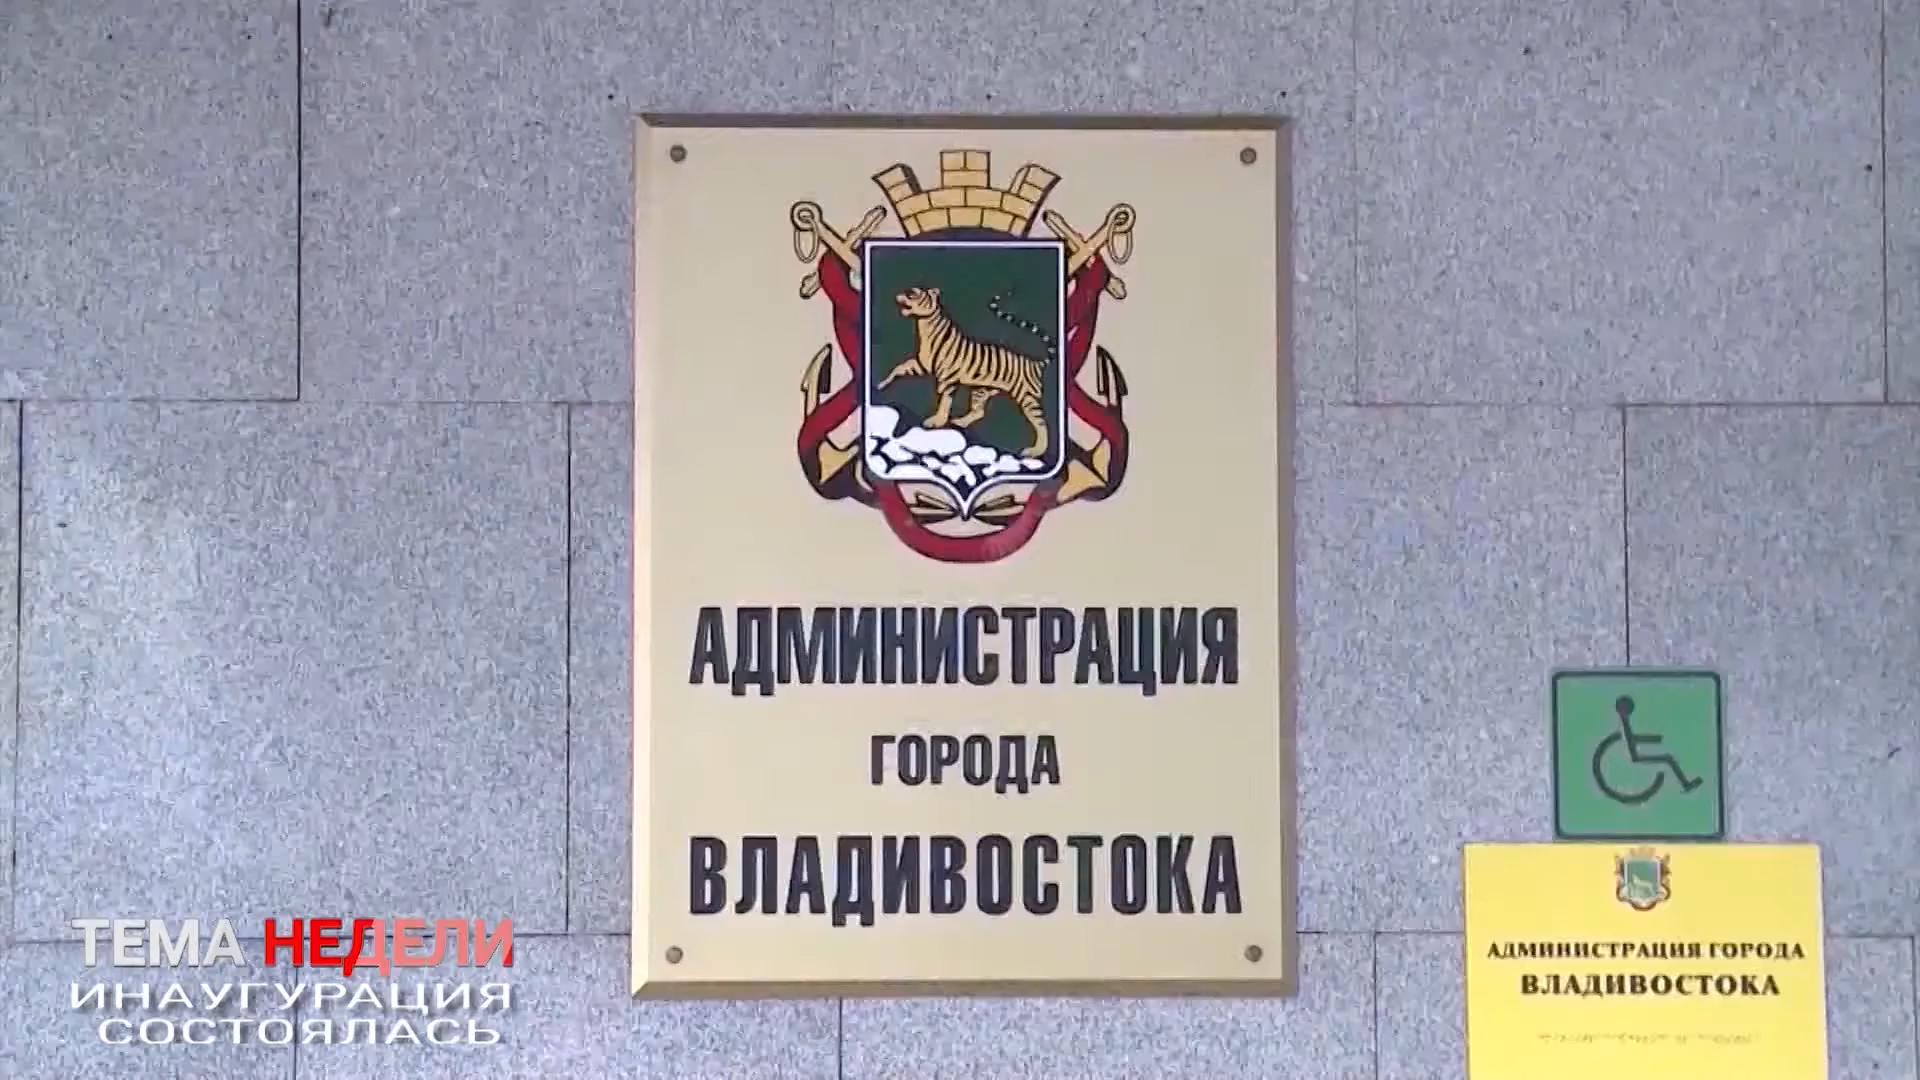 АДМИНИСТРАЦИЯ
ГОРОДА
ВЛАДИВОСТОКА
АДМИНИСТРАЦИЯ ГОРОДА
ВЛАДИВОСТОКА
ТЕМА НЕДЕЛИ
ИНАУГУРАЦИЯ
СОСТОЯЛАСЬ